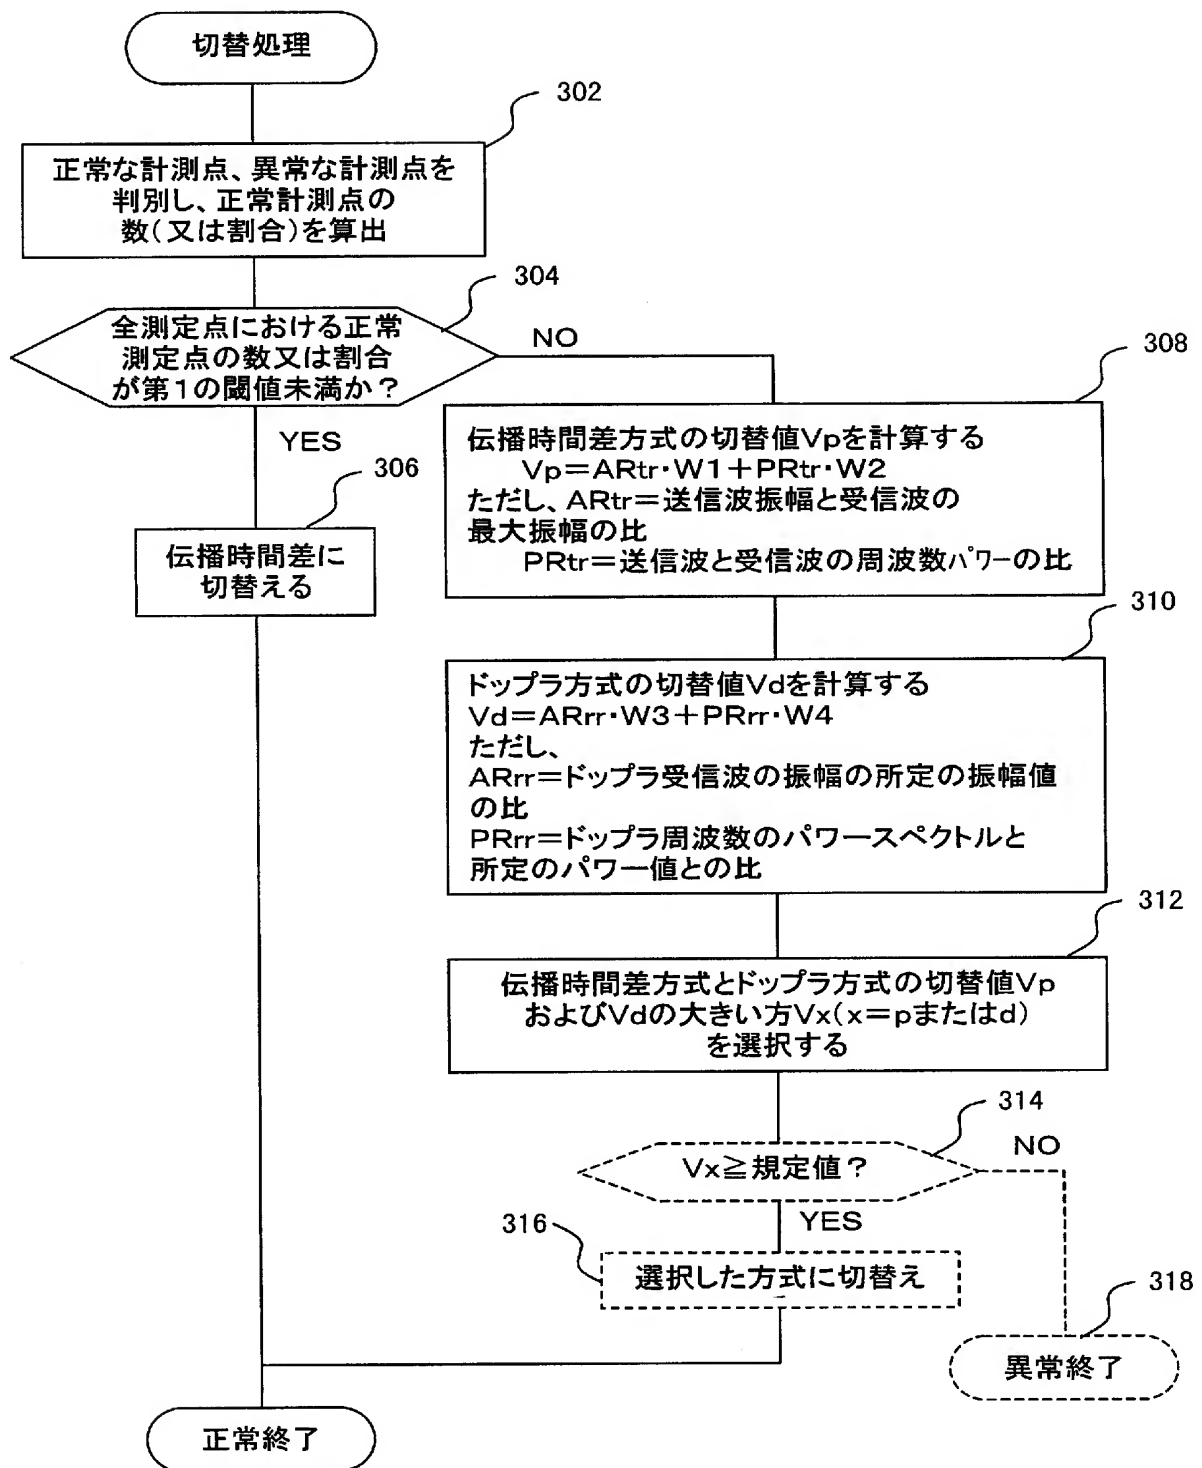 切替処理
302
正常な計測点、異常な計測点を
判別し、正常計測点の
数(又は割合)を算出
304
全測定点における正常
測定点の数又は割合
が第1の閾値未満か?
NO
YES
306
伝播時間差に
切替える
308
伝播時間差方式の切替値Vpを計算する
Vp=ARtr・W1+PRtr・W2
ただし、ARtr=送信波振幅と受信波の
最大振幅の比
PRtr=送信波と受信波の周波数パワーの比
310
ドップラ方式の切替値Vdを計算する
Vd=ARrr・W3+PRrr・W4
ただし、
ARrr=ドップラ受信波の振幅の所定の振幅値
の比
PRrr=ドップラ周波数のパワースペクトルと
所定のパワー値との比
312
伝播時間差方式とドップラ方式の切替値Vp
およびVdの大きい方Vx(x=pまたはd)
を選択する
314
Vx≧規定値?
NO
YES
316
選択した方式に切替え
318
異常終了
正常終了